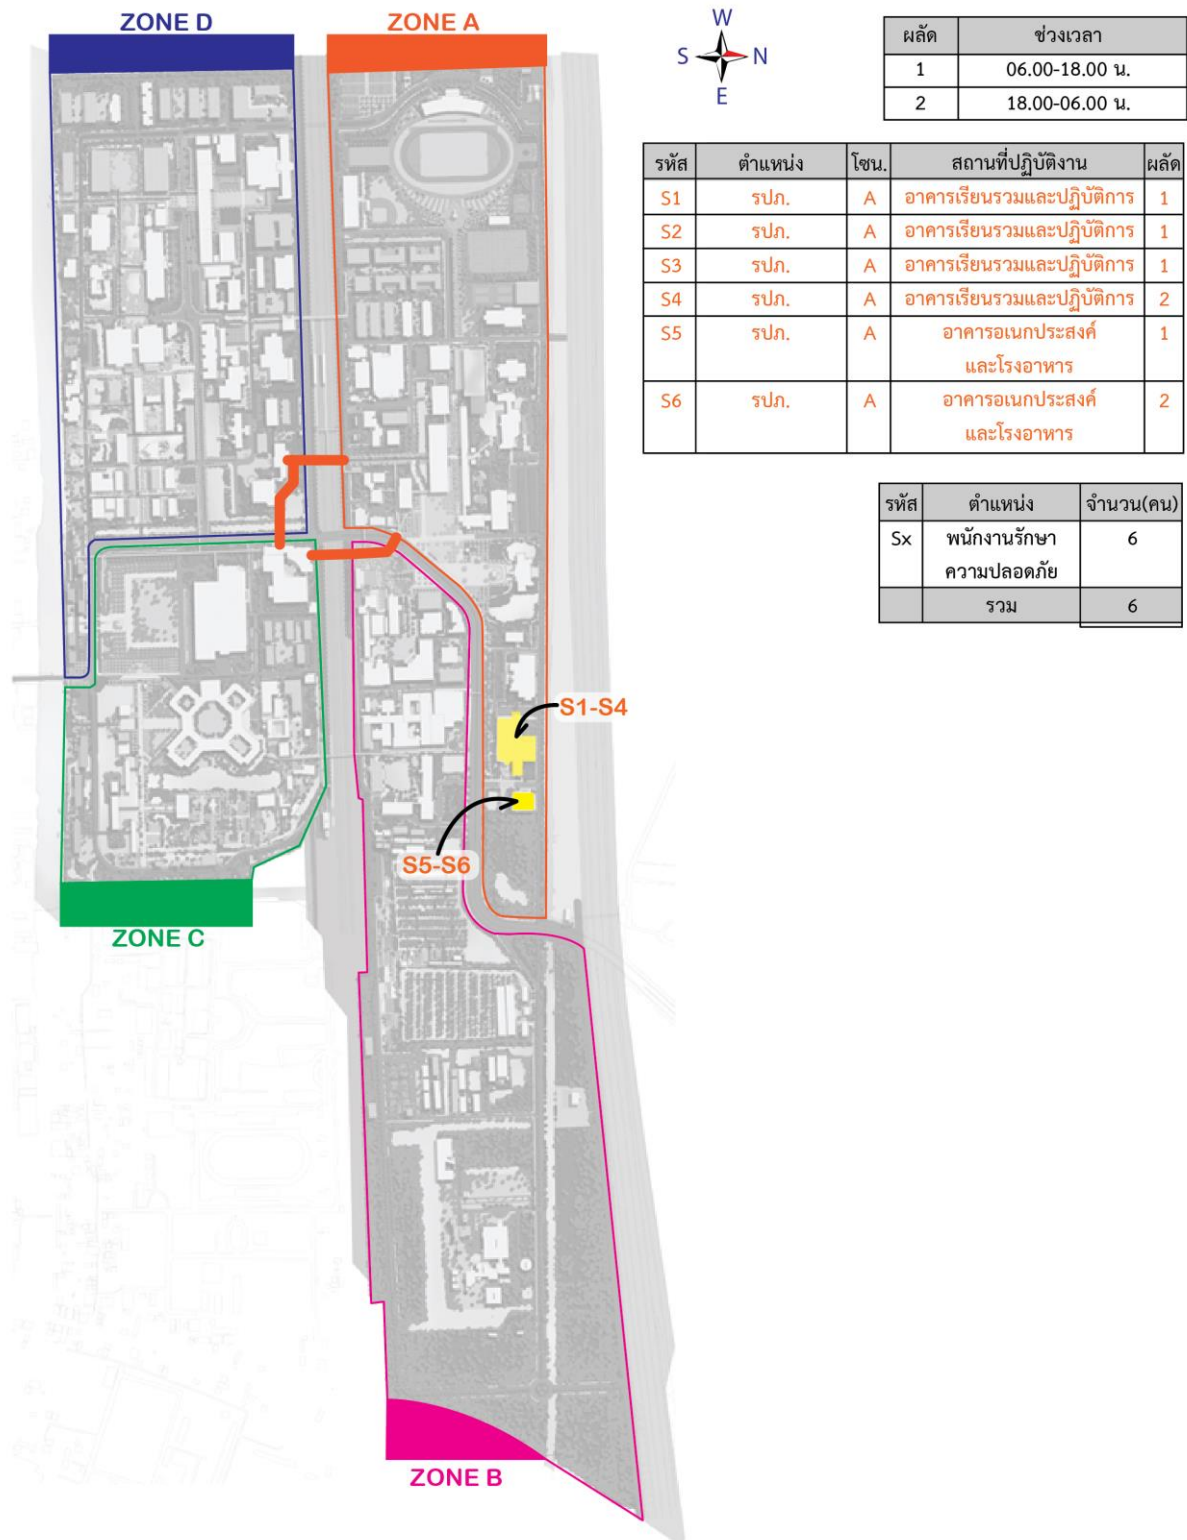 ZONE D
ZONE A
W
S N
E
ผลัด ช่วงเวลา
1 06.00-18.00 น.
2 18.00-06.00 น.
รหัส ตำแหน่ง โซน. สถานที่ปฏิบัติงาน ผลัด
S1 รปภ. A อาคารเรียนรวมและปฏิบัติการ 1
S2 รปภ. A อาคารเรียนรวมและปฏิบัติการ 1
S3 รปภ. A อาคารเรียนรวมและปฏิบัติการ 1
S4 รปภ. A อาคารเรียนรวมและปฏิบัติการ 2
S5 รปภ. A อาคารอเนกประสงค์ 1
และโรงอาหาร
S6 รปภ. A อาคารอเนกประสงค์ 2
และโรงอาหาร
รหัส ตำแหน่ง จำนวน(คน)
Sx พนักงานรักษา 6
ความปลอดภัย
รวม 6
S1-S4
S5-S6
ZONE C
ZONE B